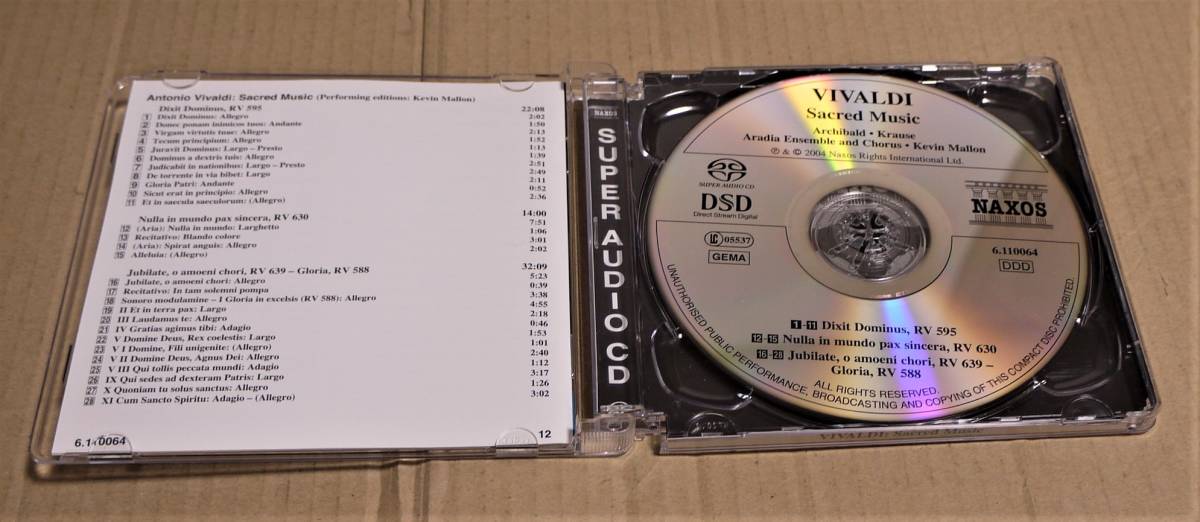 Antonio Vivaldi: Sacred Music (Performing editions: Kevin Mallon)
Dixit Dominus, RV 595 22:08
1 Dixit Dominus: Allegro 2:02
2 Donec ponam inimicos tuos: Andante 1:50
3 Virgam virtutis tuae: Allegro 2:13
4 Tecum principium: Allegro 1:52
5 Juravit Dominus: Largo – Presto 1:13
6 Dominus a dextris tuis: Allegro 1:39
7 Judicabit in nationibus: Largo – Presto 2:51
8 De torrente in via bibet: Largo 2:49
9 Gloria Patri: Andante 2:11
10 Sicut erat in principio: Allegro 0:52
11 Et in saecula saeculorum: (Allegro) 2:36
Nulla in mundo pax sincera, RV 630 14:00
12 (Aria): Nulla in mundo: Larghetto 7:51
13 Recitativo: Blando colore 1:06
14 (Aria): Spirat anguis: Allegro 3:01
15 Alleluia: (Allegro) 2:02
Jubilate, o amoeni chori, RV 639 – Gloria, RV 588 32:09
16 Jubilate, o amoeni chori: Allegro 5:23
17 Recitativo: In tam solemni pompa 0:39
18 Sonoro modulamine – I Gloria in excelsis (RV 588): Allegro 3:38
19 II Et in terra pax: Largo 4:55
20 III Laudamus te: Allegro 2:18
21 IV Gratias agimus tibi: Adagio 0:46
22 V Domine Deus, Rex coelestis: Largo 1:53
23 V I Domine, Fili unigenite: (Allegro) 1:01
24 V II Domine Deus, Agnus Dei: Allegro 2:40
25 V III Qui tollis peccata mundi: Adagio 1:12
26 IX Qui sedes ad dexteram Patris: Largo 3:17
27 X Quoniam tu solus sanctus: Allegro 1:26
28 XI Cum Sancto Spiritu: Adagio – (Allegro) 3:02
6.110064 12
NAXOS
SUPER AUDIO CD
VIVALDI
Sacred Music
Archibald • Krause
Aradia Ensemble and Chorus • Kevin Mallon
℗ & © 2004 Naxos Rights International Ltd.
SUPER AUDIO CD
DSD
Direct Stream Digital
LC 05537
GEMA
NAXOS
6.110064
DDD
1-11 Dixit Dominus, RV 595
12-15 Nulla in mundo pax sincera, RV 630
16-28 Jubilate, o amoeni chori, RV 639 –
Gloria, RV 588
ALL RIGHTS RESERVED.
UNAUTHORISED PUBLIC PERFORMANCE, BROADCASTING AND COPYING OF THIS COMPACT DISC PROHIBITED.
VIVALDI: Sacred Music